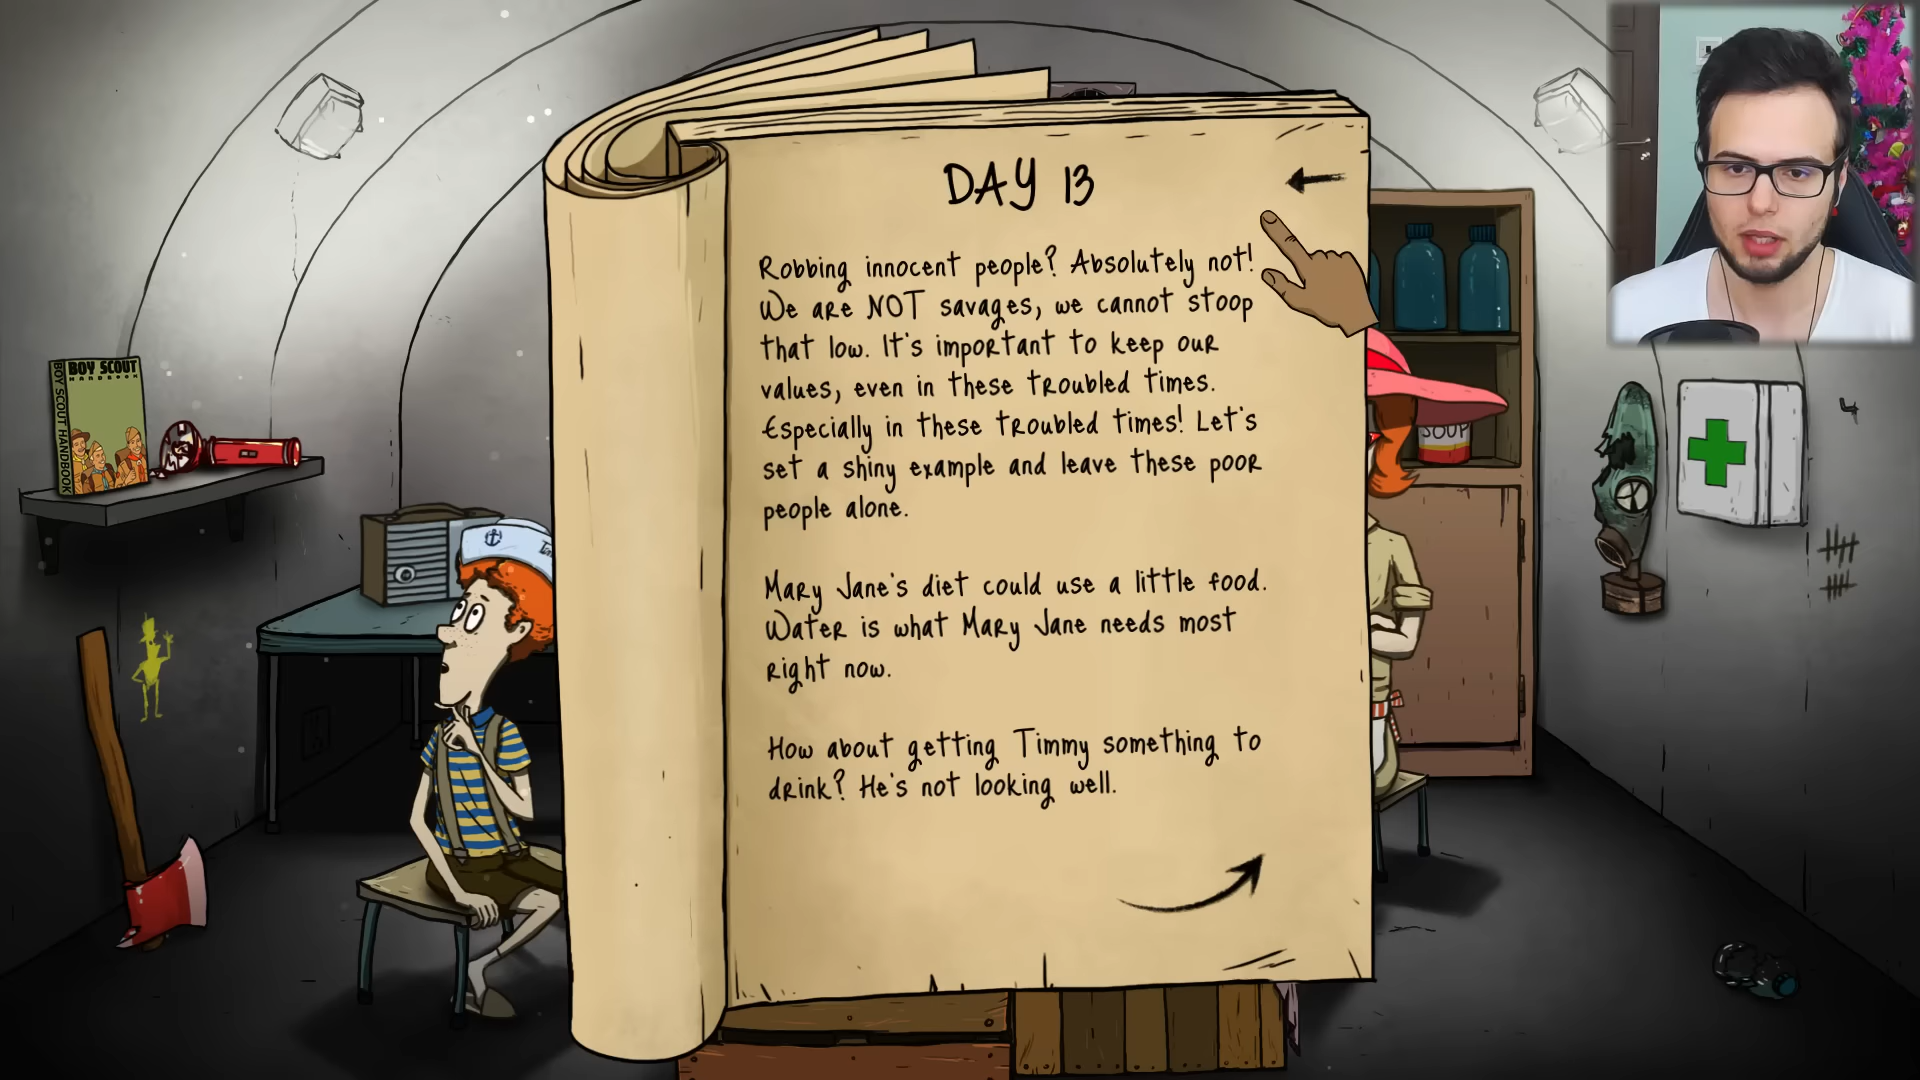 DAY 13
Robbing innocent people? Absolutely not!
We are NOT savages, we cannot stoop
that low. It's important to keep our
values, even in these troubled times.
Especially in these troubled times! Let's
set a shiny example and leave these poor
people alone.
Mary Jane's diet could use a little food.
Water is what Mary Jane needs most
right now.
How about getting Timmy something to
drink? He's not looking well.
BOY SCOUT
HANDBOOK
BOY SCOUT HANDBOOK
SOUP